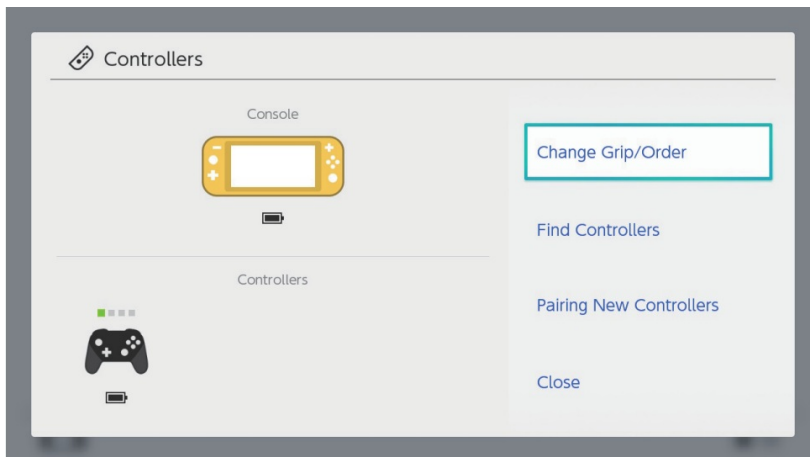 Controllers
Console
Controllers
Change Grip/Order
Find Controllers
Pairing New Controllers
Close